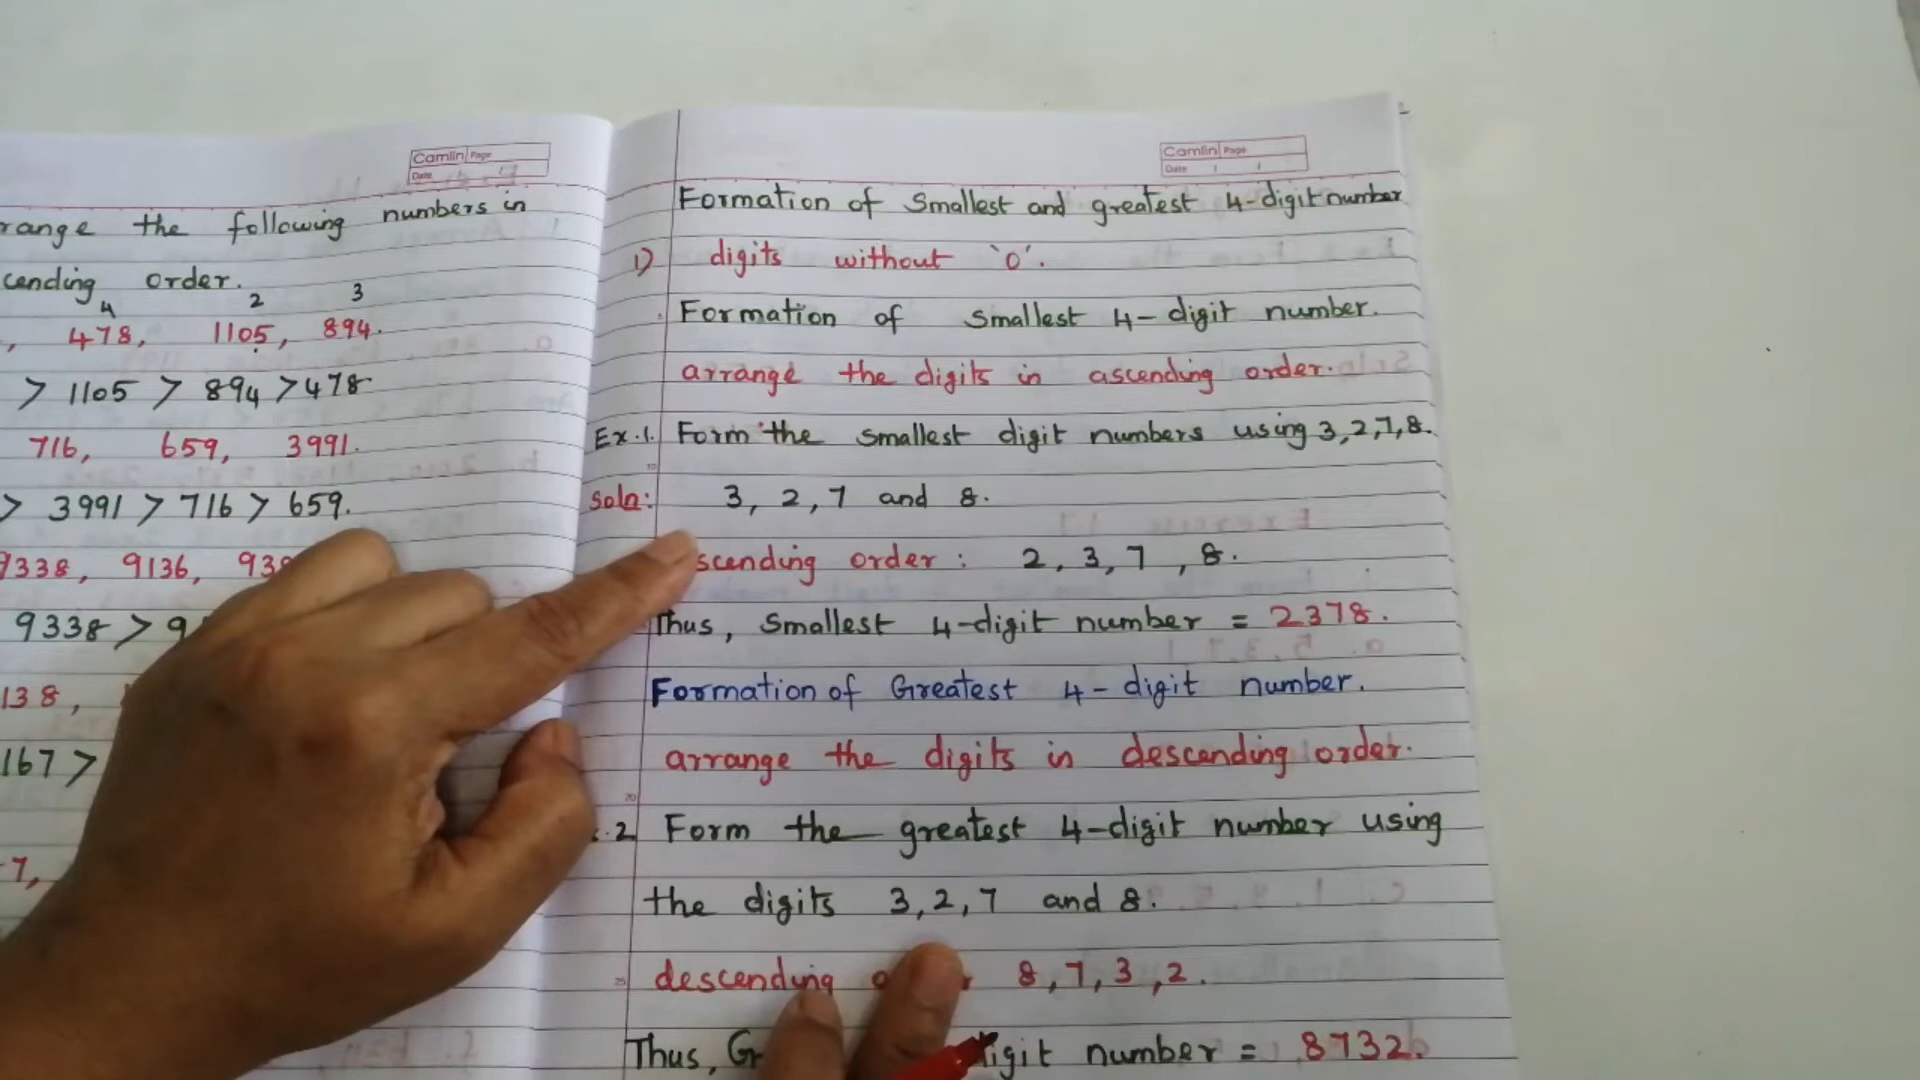 Camlin Page
Date
range the following numbers in
cending order.
4 2 3
, 478, 1105, 894.
> 1105 > 894 > 478
716, 659, 3991.
> 3991 > 716 > 659.
9338, 9136,
9338 >
138,
167 >
7,
Camlin Page
Date
Formation of Smallest and greatest 4-digit number
1) digits without '0'.
Formation of Smallest 4-digit number.
arrange the digits in ascending order.
Ex.1. Form the smallest digit numbers using 3,2,7,8.
Soln: 3, 2, 7 and 8.
scending order: 2, 3, 7, 8.
Thus, Smallest 4-digit number = 2378.
Formation of Greatest 4-digit number.
arrange the digits in descending order.
.2 Form the greatest 4-digit number using
the digits 3,2,7 and 8.
descending 8,7,3,2.
Thus, digit number = 8732.